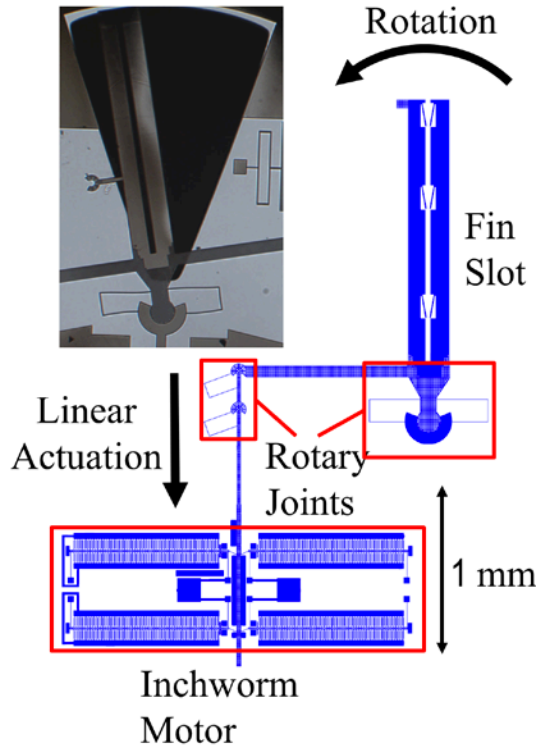 Rotation
Fin
Slot
Linear
Actuation
Rotary
Joints
1 mm
Inchworm
Motor